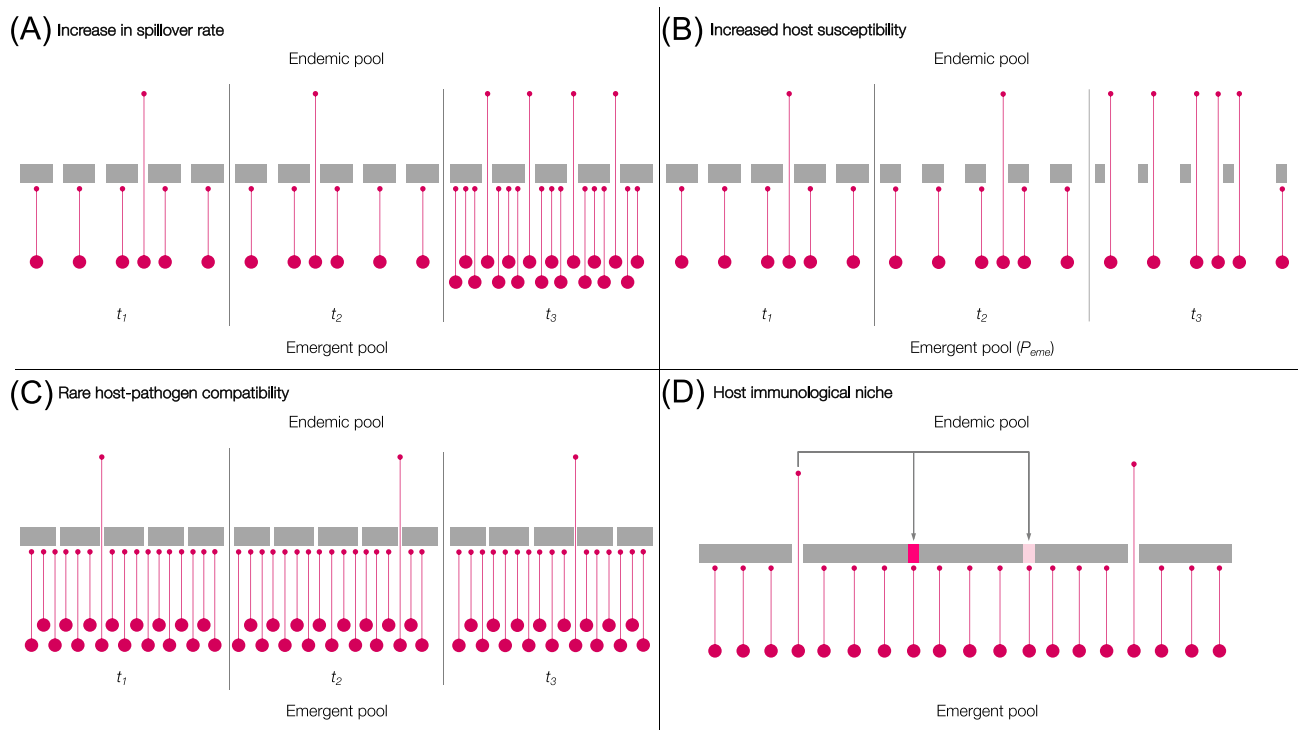 (A) Increase in spillover rate
Endemic pool
t1 t2 t3
Emergent pool
(B) Increased host susceptibility
Endemic pool
t1 t2 t3
Emergent pool (Peme)
(C) Rare host-pathogen compatibility
Endemic pool
t1 t2 t3
Emergent pool
(D) Host immunological niche
Endemic pool
Emergent pool